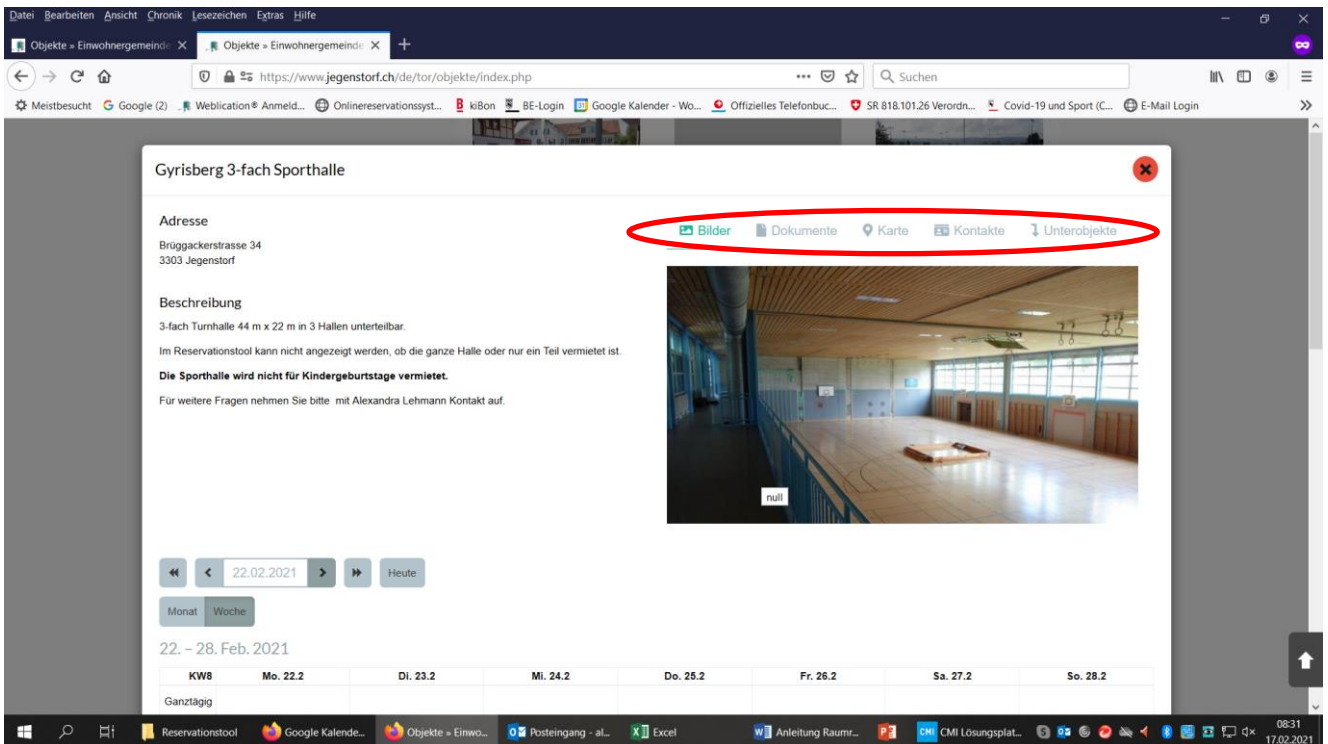 Datei Bearbeiten Ansicht Chronik Lesezeichen Extras Hilfe
Objekte » Einwohnergemeinde
Objekte » Einwohnergemeinde
https://www.jegenstorf.ch/de/tor/objekte/index.php
Suchen
Meistbesucht
Google (2)
Weblication® Anmeld...
Onlinereservationssyst...
kiBon
BE-Login
Google Kalender - Wo...
Offizielles Telefonbuc...
SR 818.101.26 Verordn...
Covid-19 und Sport (C...
E-Mail Login
Gyrisberg 3-fach Sporthalle
Adresse
Brüggackerstrasse 34
3303 Jegenstorf
Bilder Dokumente Karte Kontakte Unterobjekte
Beschreibung
3-fach Turnhalle 44 m x 22 m in 3 Hallen unterteilbar.
Im Reservationstool kann nicht angezeigt werden, ob die ganze Halle oder nur ein Teil vermietet ist.
Die Sporthalle wird nicht für Kindergeburtstage vermietet.
Für weitere Fragen nehmen Sie bitte mit Alexandra Lehmann Kontakt auf.
null
22.02.2021
Heute
Monat Woche
22. – 28. Feb. 2021
KW8 Mo. 22.2 Di. 23.2 Mi. 24.2 Do. 25.2 Fr. 26.2 Sa. 27.2 So. 28.2
Ganztägig
Reservationstool
Google Kalende...
Objekte » Einwo...
Posteingang - al...
Excel
Anleitung Raumr...
CMI CMI Lösungsplat...
08:31
17.02.2021